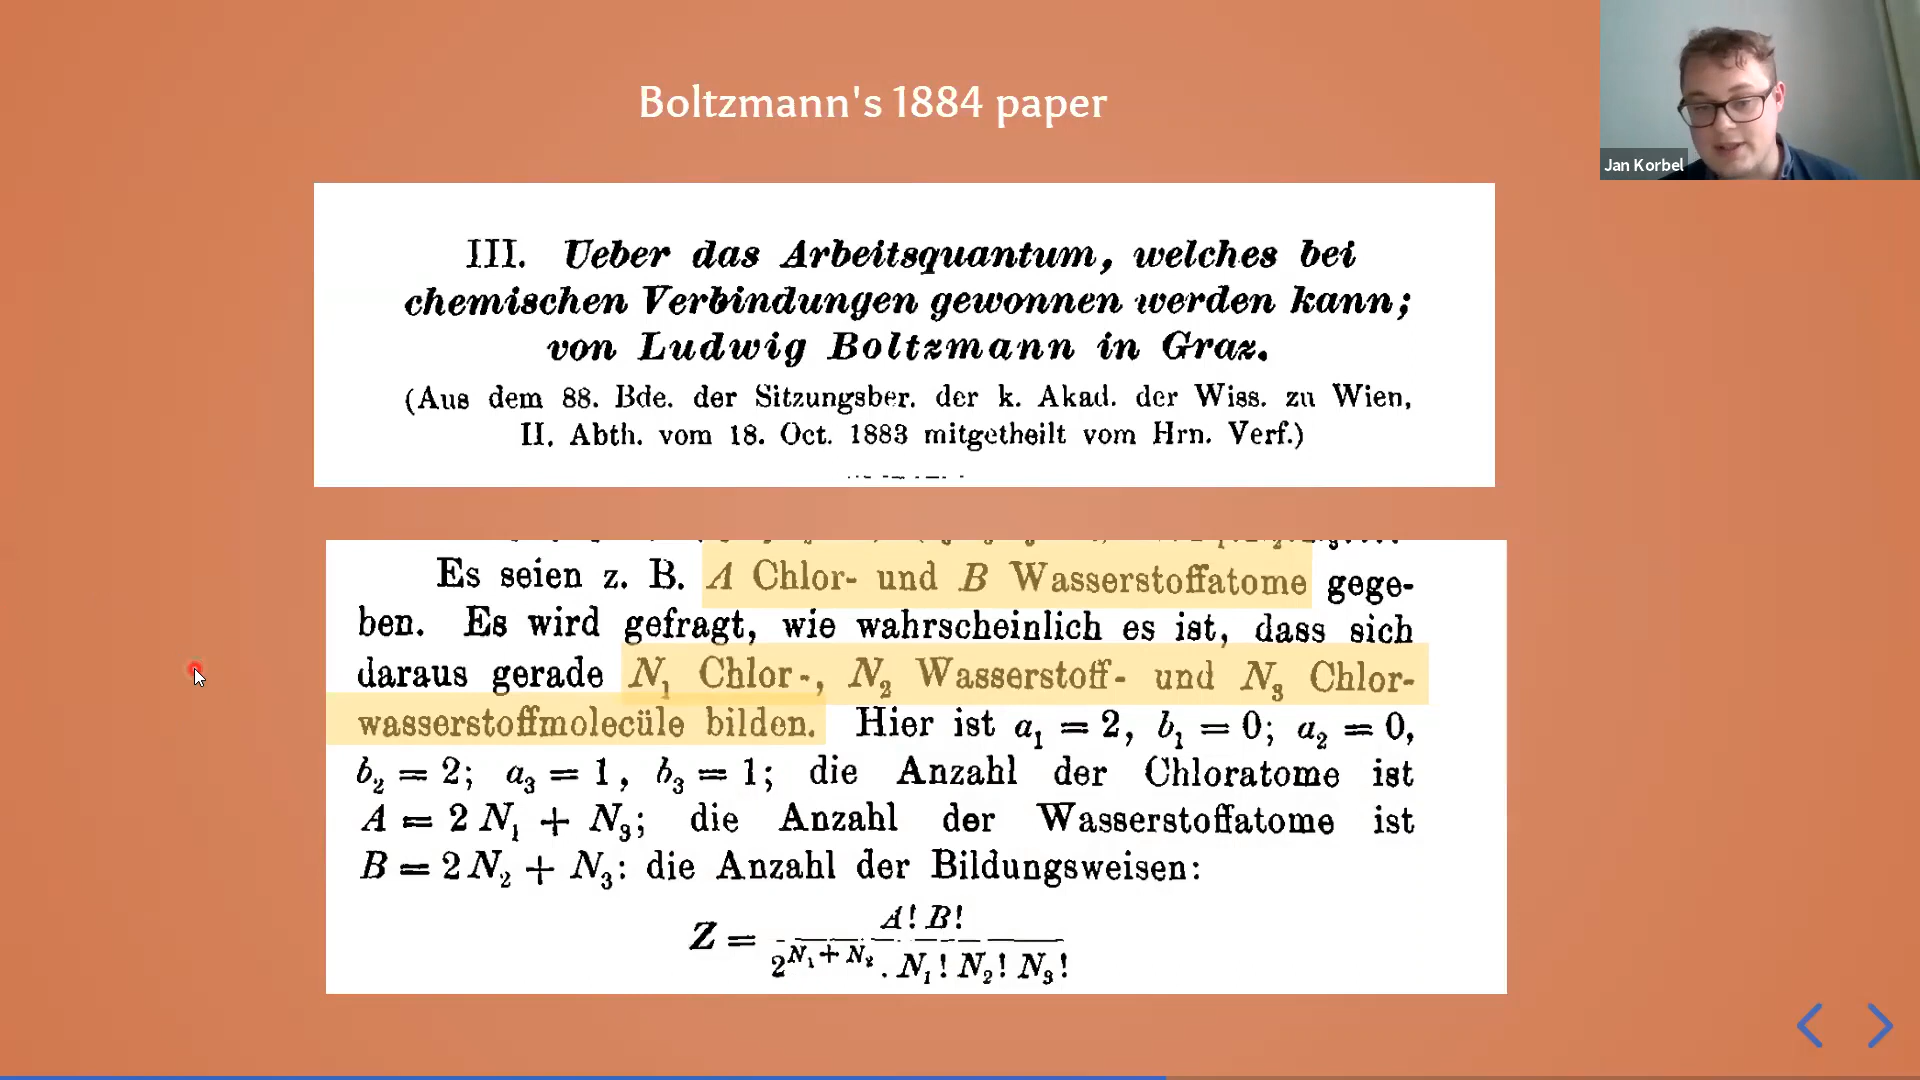 Boltzmann's 1884 paper
Jan Korbel
III. Ueber das Arbeitsquantum, welches bei
chemischen Verbindungen gewonnen werden kann;
von Ludwig Boltzmann in Graz.
(Aus dem 88. Bde. der Sitzungsber. der k. Akad. der Wiss. zu Wien,
II. Abth. vom 18. Oct. 1883 mitgetheilt vom Hrn. Verf.)
Es seien z. B. A Chlor- und B Wasserstoffatome gege-
ben. Es wird gefragt, wie wahrscheinlich es ist, dass sich
daraus gerade N₁ Chlor-, N₂ Wasserstoff- und N₃ Chlor-
wasserstoffmolecüle bilden. Hier ist a₁ = 2, b₁ = 0; a₂ = 0,
b₂ = 2; a₃ = 1, b₃ = 1; die Anzahl der Chloratome ist
A = 2 N₁ + N₃; die Anzahl der Wasserstoffatome ist
B = 2 N₂ + N₃: die Anzahl der Bildungsweisen:
A! B!
Z =
2^(N₁ + N₂) . N₁! N₂! N₃!